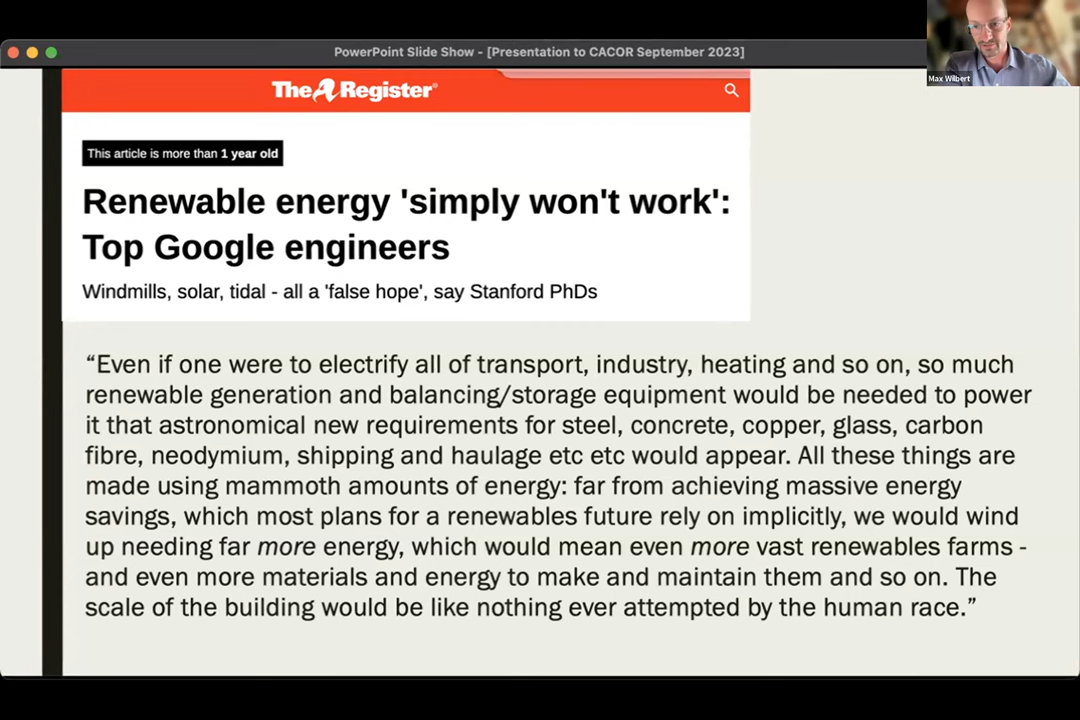 PowerPoint Slide Show - [Presentation to CACOR September 2023]
Max Wilbert
The Register®
This article is more than 1 year old
Renewable energy 'simply won't work':
Top Google engineers
Windmills, solar, tidal - all a 'false hope', say Stanford PhDs
“Even if one were to electrify all of transport, industry, heating and so on, so much
renewable generation and balancing/storage equipment would be needed to power
it that astronomical new requirements for steel, concrete, copper, glass, carbon
fibre, neodymium, shipping and haulage etc etc would appear. All these things are
made using mammoth amounts of energy: far from achieving massive energy
savings, which most plans for a renewables future rely on implicitly, we would wind
up needing far more energy, which would mean even more vast renewables farms -
and even more materials and energy to make and maintain them and so on. The
scale of the building would be like nothing ever attempted by the human race.”